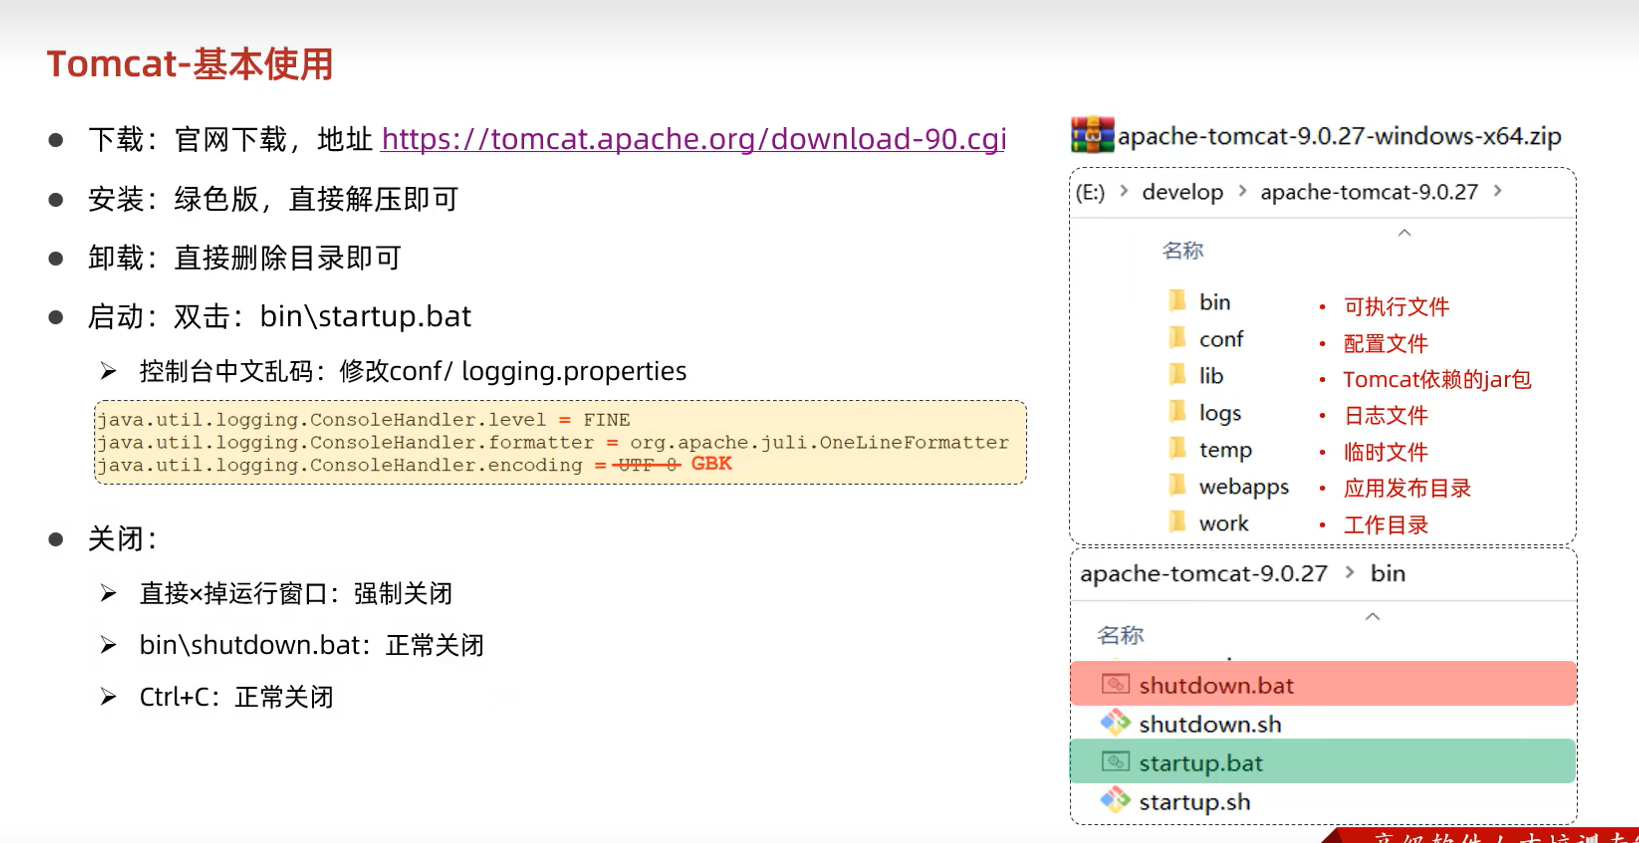 Tomcat-基本使用
下载：官网下载，地址 https://tomcat.apache.org/download-90.cgi
安装：绿色版，直接解压即可
卸载：直接删除目录即可
启动：双击：bin\startup.bat
控制台中文乱码：修改conf/ logging.properties
java.util.logging.ConsoleHandler.level = FINE
java.util.logging.ConsoleHandler.formatter = org.apache.juli.OneLineFormatter
java.util.logging.ConsoleHandler.encoding = UTF-8 GBK
关闭：
直接×掉运行窗口：强制关闭
bin\shutdown.bat：正常关闭
Ctrl+C：正常关闭
apache-tomcat-9.0.27-windows-x64.zip
(E:) > develop > apache-tomcat-9.0.27 >
名称
bin • 可执行文件
conf • 配置文件
lib • Tomcat依赖的jar包
logs • 日志文件
temp • 临时文件
webapps • 应用发布目录
work • 工作目录
apache-tomcat-9.0.27 > bin
名称
shutdown.bat
shutdown.sh
startup.bat
startup.sh
高级软件人才培训